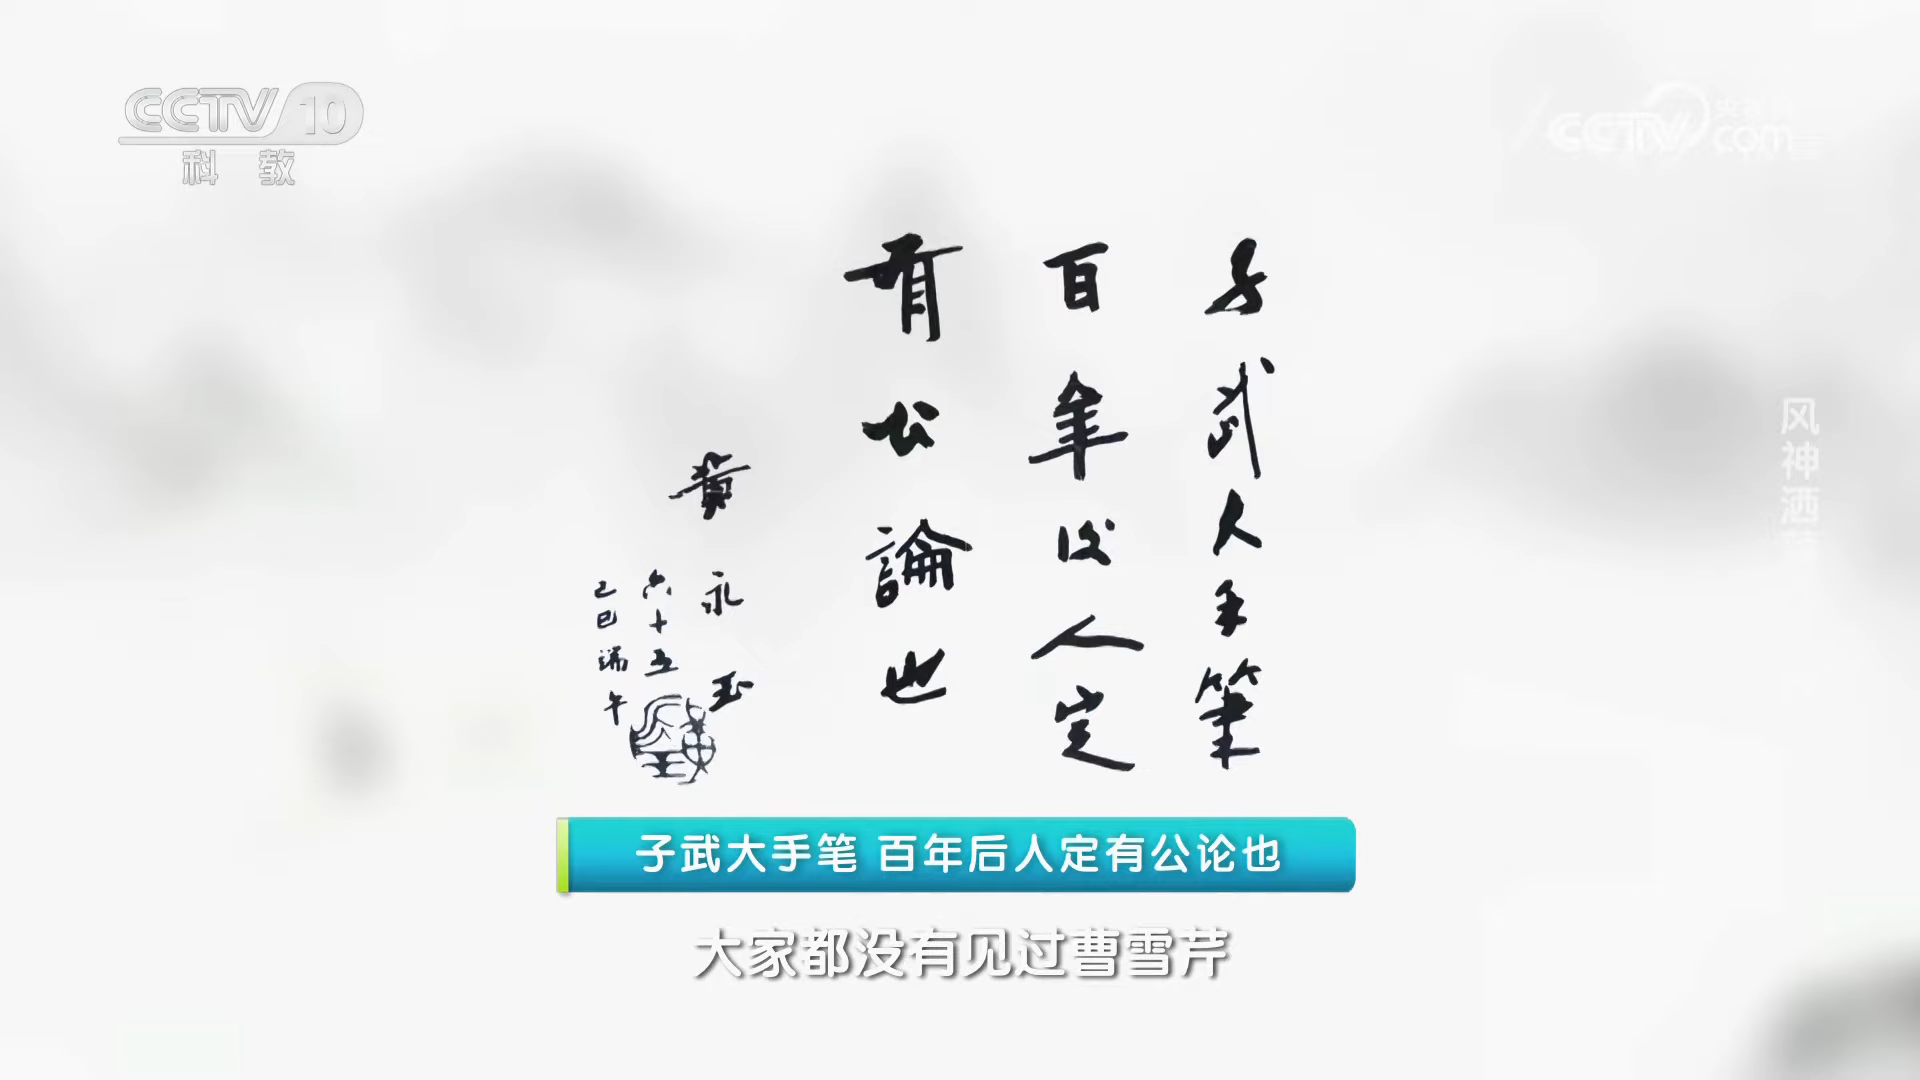 CCTV 10
科教
CCTV.com
风神洒
子武大手筆
百年後人定
有公論也
黄永玉
六十五
己巳端午
子武大手笔 百年后人定有公论也
大家都没有见过曹雪芹